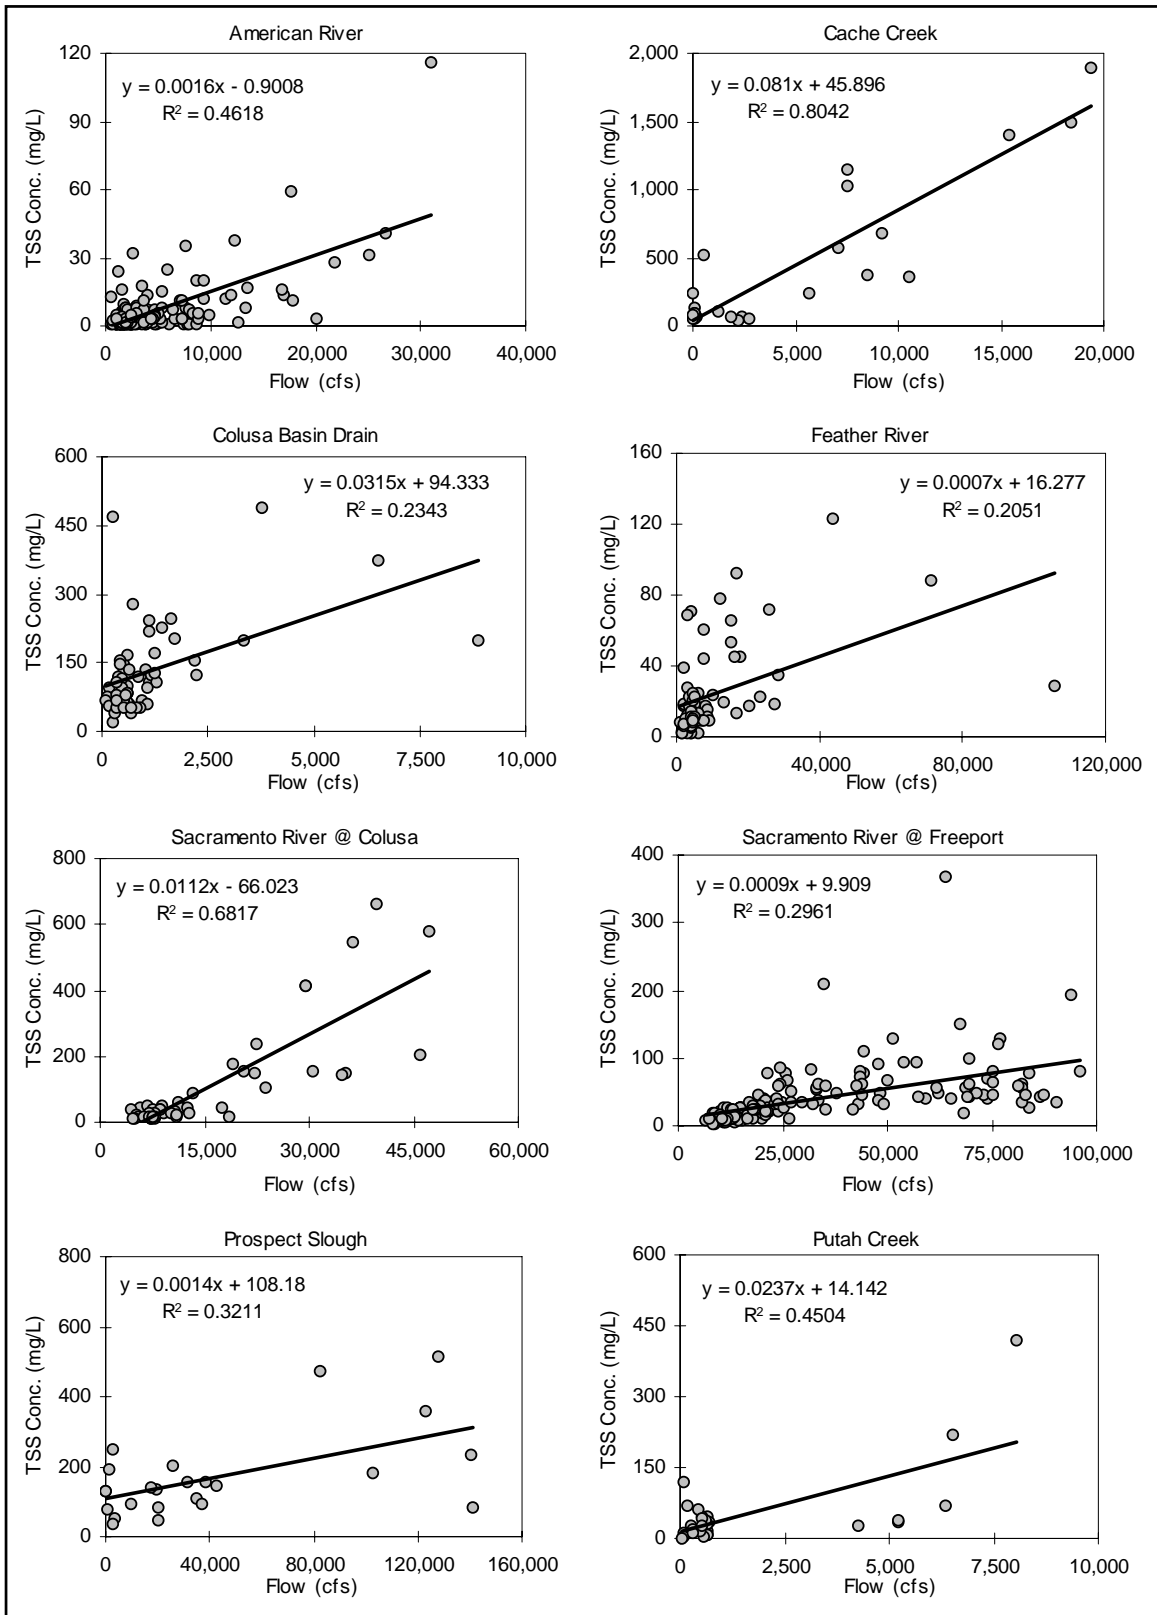 American River
y = 0.0016x - 0.9008
R² = 0.4618
TSS Conc. (mg/L)
120
90
60
30
0
0 10,000 20,000 30,000 40,000
Flow (cfs)
Cache Creek
y = 0.081x + 45.896
R² = 0.8042
TSS Conc. (mg/L)
2,000
1,500
1,000
500
0
0 5,000 10,000 15,000 20,000
Flow (cfs)
Colusa Basin Drain
y = 0.0315x + 94.333
R² = 0.2343
TSS Conc. (mg/L)
600
450
300
150
0
0 2,500 5,000 7,500 10,000
Flow (cfs)
Feather River
y = 0.0007x + 16.277
R² = 0.2051
TSS Conc. (mg/L)
160
120
80
40
0
0 40,000 80,000 120,000
Flow (cfs)
Sacramento River @ Colusa
y = 0.0112x - 66.023
R² = 0.6817
TSS Conc. (mg/L)
800
600
400
200
0
0 15,000 30,000 45,000 60,000
Flow (cfs)
Sacramento River @ Freeport
y = 0.0009x + 9.909
R² = 0.2961
TSS Conc. (mg/L)
400
300
200
100
0
0 25,000 50,000 75,000 100,000
Flow (cfs)
Prospect Slough
y = 0.0014x + 108.18
R² = 0.3211
TSS Conc. (mg/L)
800
600
400
200
0
0 40,000 80,000 120,000 160,000
Flow (cfs)
Putah Creek
y = 0.0237x + 14.142
R² = 0.4504
TSS Conc. (mg/L)
600
450
300
150
0
0 2,500 5,000 7,500 10,000
Flow (cfs)